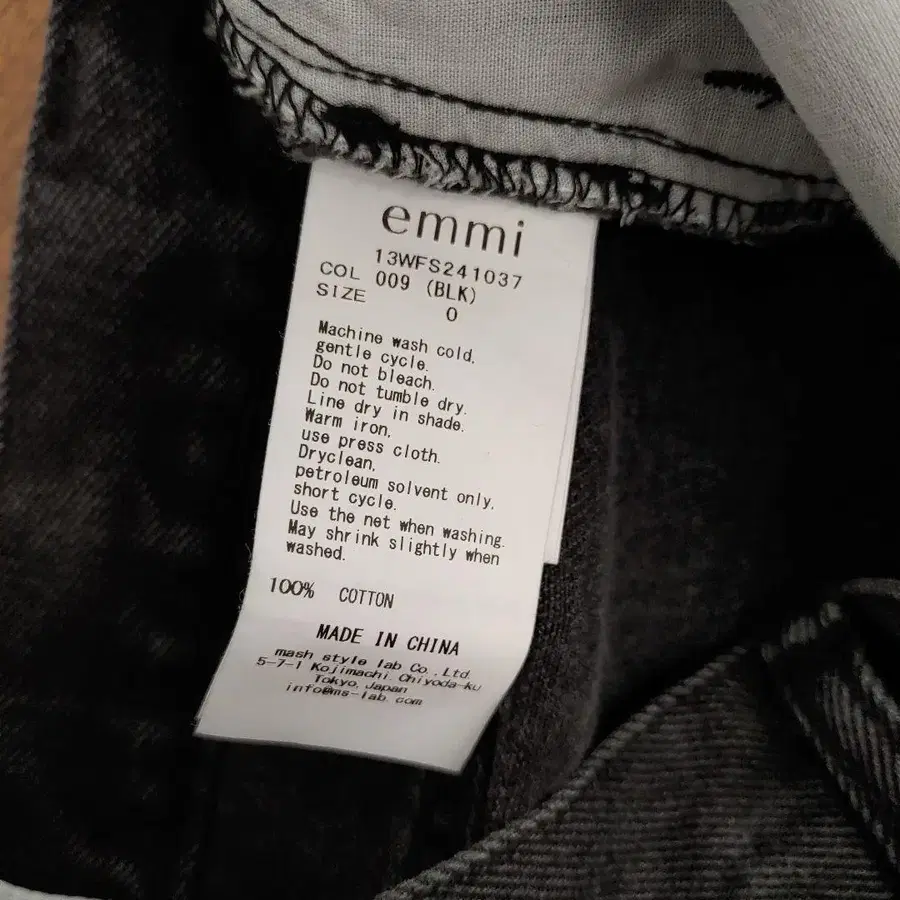 emmi
13WFS241037
COL 009 (BLK)
SIZE 0
Machine wash cold,
gentle cycle.
Do not bleach.
Do not tumble dry.
Line dry in shade.
Warm iron,
use press cloth.
Dryclean,
petroleum solvent only,
short cycle.
Use the net when washing.
May shrink slightly when
washed.
100% COTTON
MADE IN CHINA
mash style lab Co., Ltd.
5-7-1 Kojimachi Chiyoda-ku
Tokyo, Japan
info@ms-lab.com